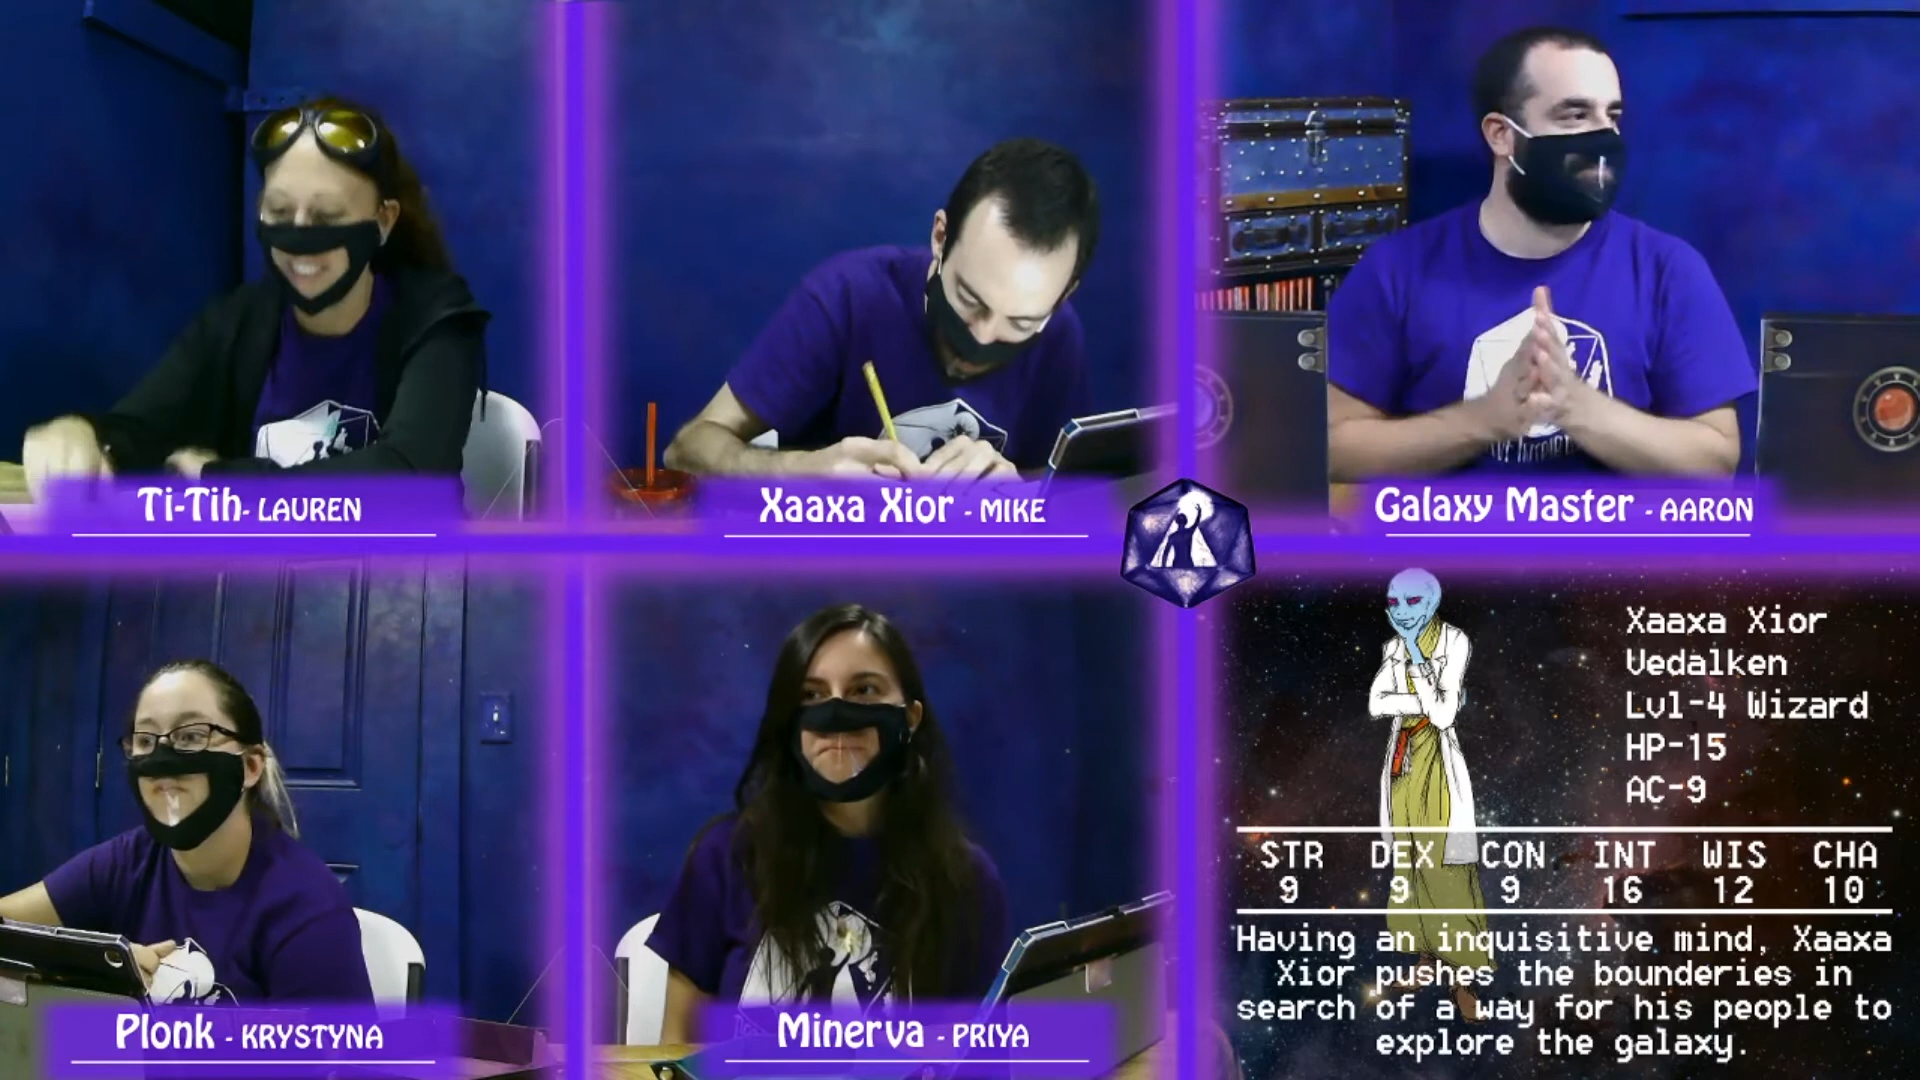 Ti-Tih- LAUREN
Xaaxa Xior - MIKE
Galaxy Master - AARON
Plonk - KRYSTYNA
Minerva - PRIYA
Xaaxa Xior
Vedalken
Lvl-4 Wizard
HP-15
AC-9
STR DEX CON INT WIS CHA
9 9 9 16 12 10
Having an inquisitive mind, Xaaxa
Xior pushes the bounderies in
search of a way for his people to
explore the galaxy.